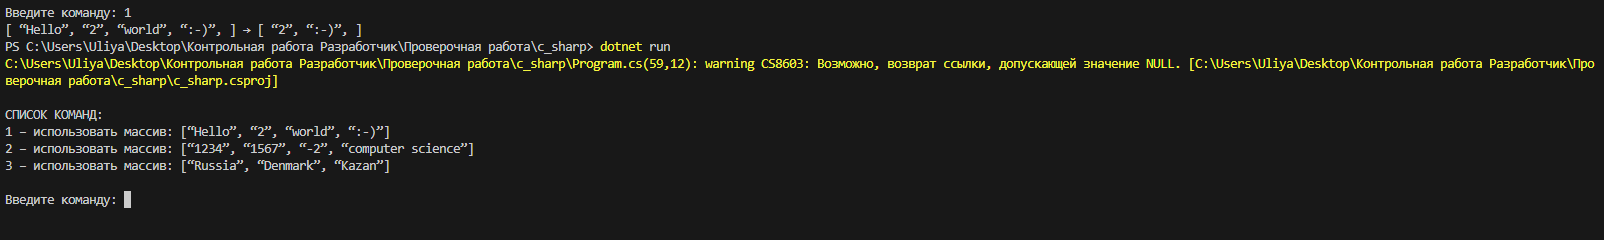 Введите команду: 1
[ “Hello”, “2”, “world”, “:-)”, ] → [ “2”, “:-)”, ]
PS C:\Users\Uliya\Desktop\Контрольная работа Разработчик\Проверочная работа\c_sharp> dotnet run
C:\Users\Uliya\Desktop\Контрольная работа Разработчик\Проверочная работа\c_sharp\Program.cs(59,12): warning CS8603: Возможно, возврат ссылки, допускающей значение NULL. [C:\Users\Uliya\Desktop\Контрольная работа Разработчик\Про
верочная работа\c_sharp\c_sharp.csproj]
СПИСОК КОМАНД:
1 – использовать массив: [“Hello”, “2”, “world”, “:-)”]
2 – использовать массив: [“1234”, “1567”, “-2”, “computer science”]
3 – использовать массив: [“Russia”, “Denmark”, “Kazan”]
Введите команду: